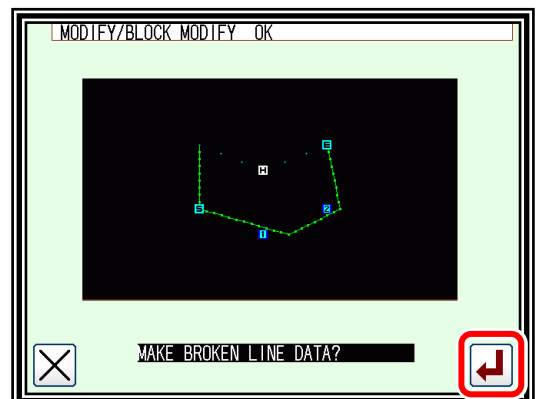 MODIFY/BLOCK MODIFY OK
E
H
S
2
1
MAKE BROKEN LINE DATA?